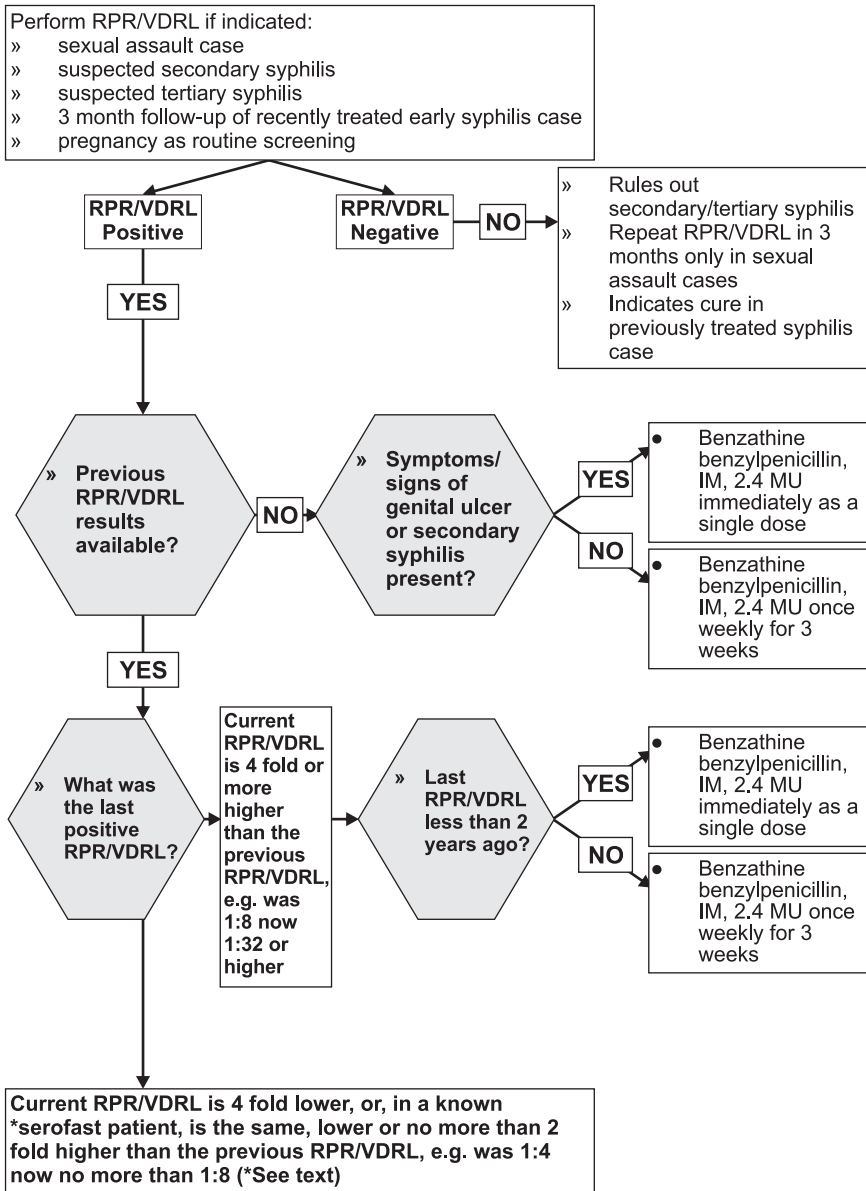 Perform RPR/VDRL if indicated:
» sexual assault case
» suspected secondary syphilis
» suspected tertiary syphilis
» 3 month follow-up of recently treated early syphilis case
» pregnancy as routine screening
RPR/VDRL
Positive
RPR/VDRL
Negative
NO
» Rules out
secondary/tertiary syphilis
» Repeat RPR/VDRL in 3
months only in sexual
assault cases
» Indicates cure in
previously treated syphilis
case
YES
» Previous
RPR/VDRL
results
available?
NO
» Symptoms/
signs of
genital ulcer
or secondary
syphilis
present?
YES
• Benzathine
benzylpenicillin,
IM, 2.4 MU
immediately as a
single dose
NO
• Benzathine
benzylpenicillin,
IM, 2.4 MU once
weekly for 3
weeks
YES
» What was
the last
positive
RPR/VDRL?
Current
RPR/VDRL
is 4 fold or
more
higher
than the
previous
RPR/VDRL,
e.g. was
1:8 now
1:32 or
higher
» Last
RPR/VDRL
less than 2
years ago?
YES
• Benzathine
benzylpenicillin,
IM, 2.4 MU
immediately as a
single dose
NO
• Benzathine
benzylpenicillin,
IM, 2.4 MU once
weekly for 3
weeks
Current RPR/VDRL is 4 fold lower, or, in a known
*serofast patient, is the same, lower or no more than 2
fold higher than the previous RPR/VDRL, e.g. was 1:4
now no more than 1:8 (*See text)